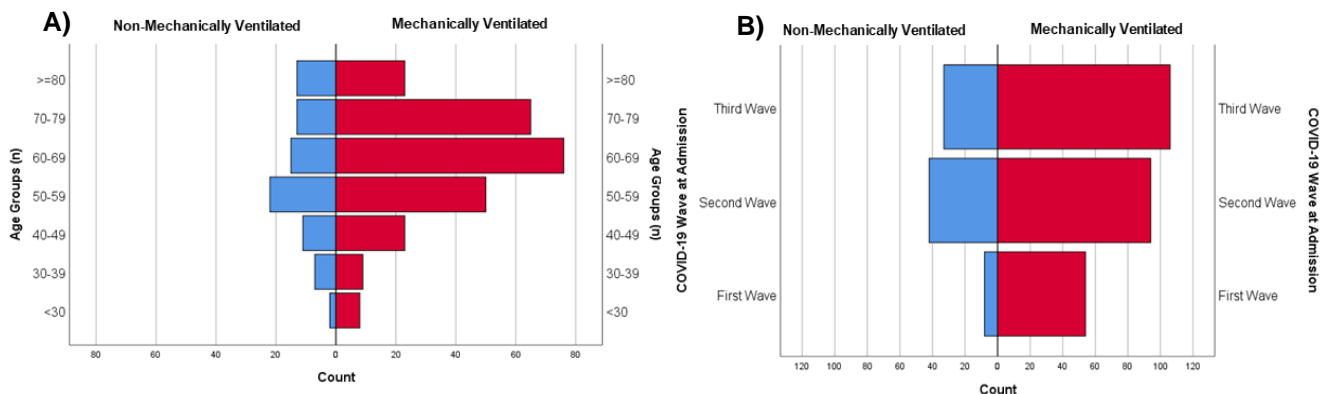 A)
Non-Mechanically Ventilated Mechanically Ventilated
>=80 >=80
70-79 70-79
60-69 60-69
50-59 50-59
40-49 40-49
30-39 30-39
<30 <30
Age Groups (n)
Age Groups (n)
80 60 40 20 0 20 40 60 80
Count
B)
Non-Mechanically Ventilated Mechanically Ventilated
Third Wave Third Wave
Second Wave Second Wave
First Wave First Wave
COVID-19 Wave at Admission
COVID-19 Wave at Admission
120 100 80 60 40 20 0 20 40 60 80 100 120
Count